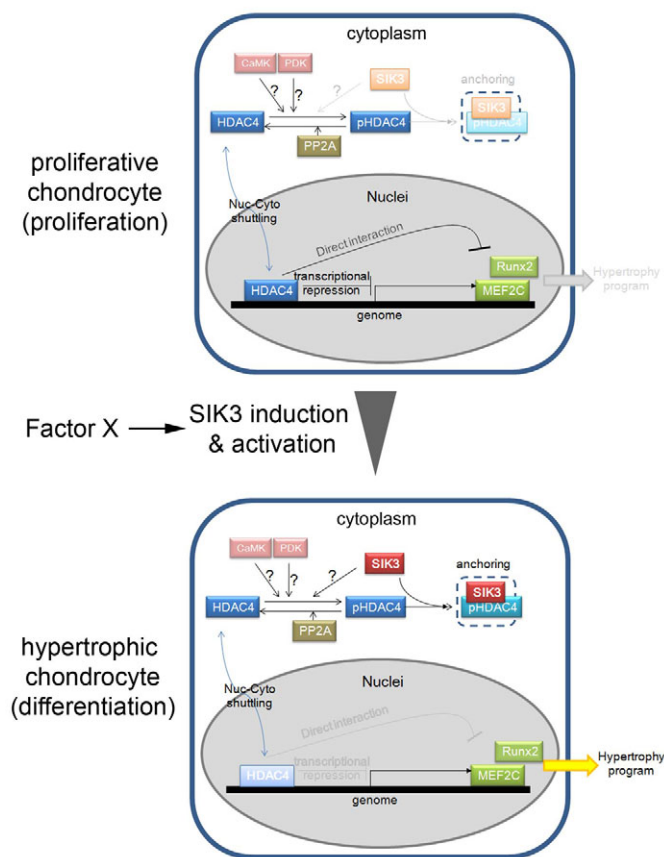 cytoplasm
CaMK PDK
? ? ?
SIK3
anchoring
SIK3
pHDAC4
HDAC4
pHDAC4
PP2A
proliferative
chondrocyte
(proliferation)
Nuclei
Nuc-Cyto
shuttling
Direct interaction
Runx2
HDAC4
transcriptional
repression
MEF2C
genome
Hypertrophy
program
Factor X
SIK3 induction
& activation
cytoplasm
CaMK PDK
? ? ?
SIK3
anchoring
SIK3
pHDAC4
HDAC4
pHDAC4
PP2A
hypertrophic
chondrocyte
(differentiation)
Nuclei
Nuc-Cyto
shuttling
Direct interaction
Runx2
HDAC4
transcriptional
repression
MEF2C
genome
Hypertrophy
program